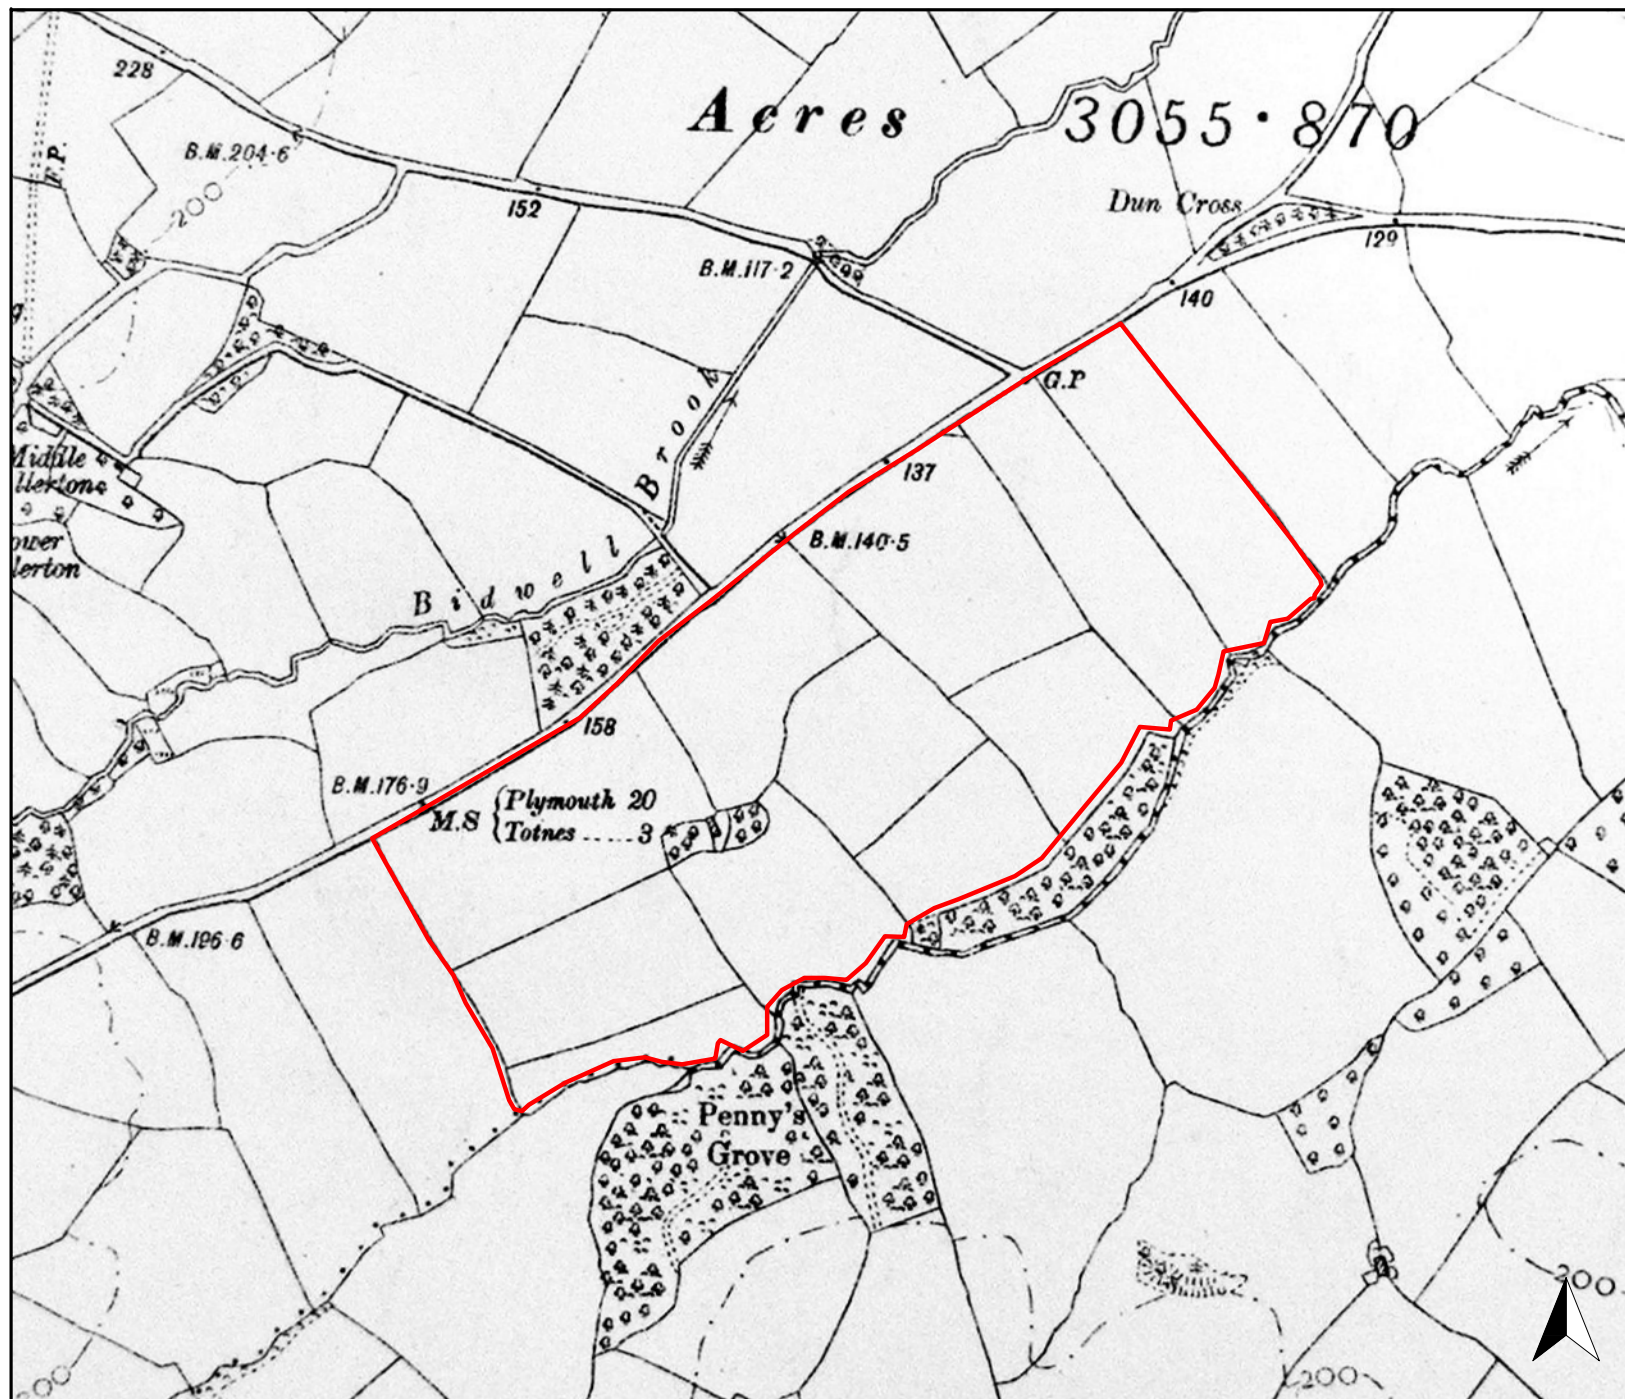 228
Acres 3055·870
F.P.
B.M.204·6
200
152
Dun Cross
129
B.M.117·2
140
G.P
Brook
Middle
137
B.M.140·5
Bidwell
158
B.M.176·9
M.S { Plymouth 20
Totnes ..... 3
B.M.196·6
Penny's
Grove
200
200